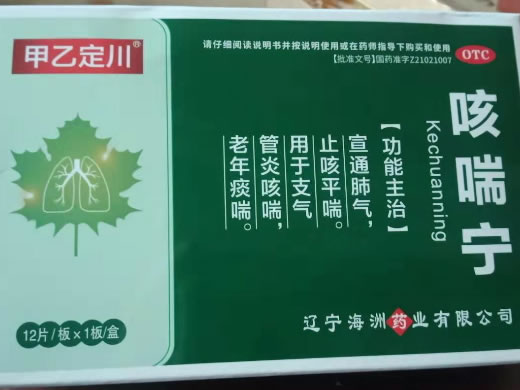 甲乙定川®
请仔细阅读说明书并按说明使用或在药师指导下购买和使用
【批准文号】国药准字Z21021007
OTC
咳喘宁
Kechuanning
【功能主治】
宣通肺气，
止咳平喘。
用于支气
管炎咳喘，
老年痰喘。
12片/板x1板/盒
辽宁海洲药业有限公司